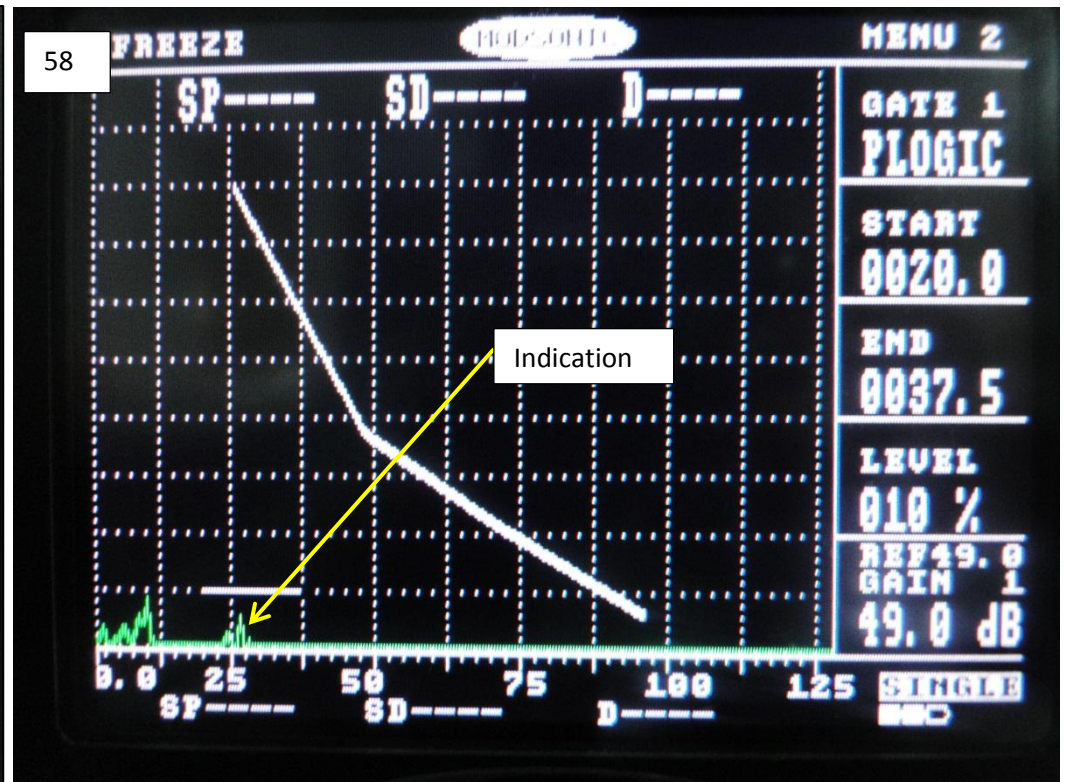 58
FREEZE
MODSONIC
MENU 2
SP---- SD---- D----
GATE 1
PLOGIC
START
0020.0
END
0037.5
LEVEL
010 %
REF49.0
GAIN 1
49.0 dB
Indication
0.0 25 50 75 100 125
SINGLE
SP---- SD---- D----